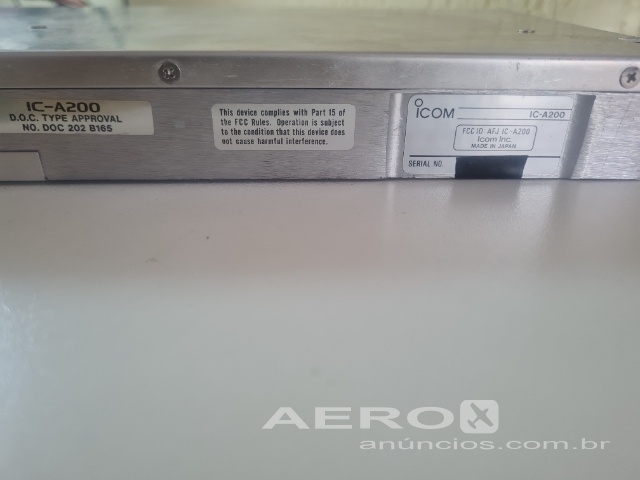 IC-A200
D.O.C. TYPE APPROVAL
NO. DOC 202 B165
This device complies with Part 15 of
the FCC Rules. Operation is subject
to the condition that this device does
not cause harmful interference.
ICOM IC-A200
FCC ID: AFJ IC-A200
Icom Inc.
MADE IN JAPAN
SERIAL NO.
AERO
anúncios.com.br